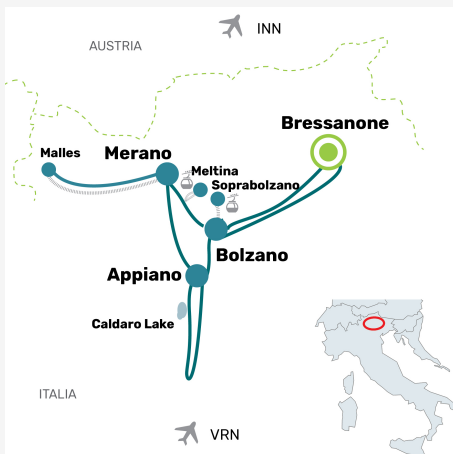 INN
AUSTRIA
Bressanone
Malles
Merano
Meltina
Soprabolzano
Bolzano
Appiano
Caldaro Lake
ITALIA
VRN